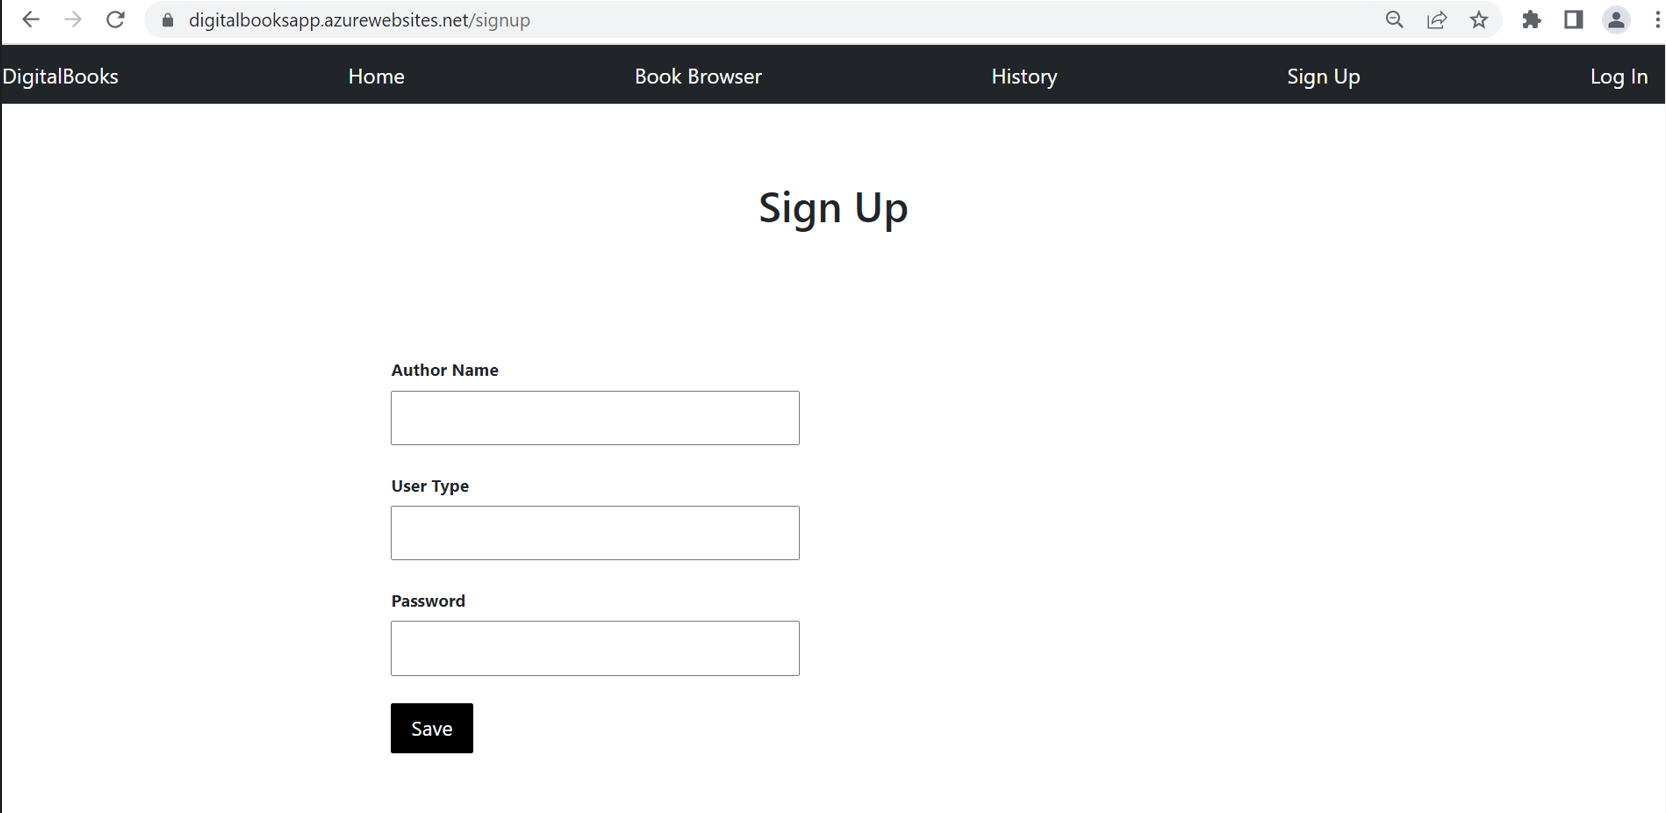 digitalbooksapp.azurewebsites.net/signup
DigitalBooks Home Book Browser History Sign Up Log In
Sign Up
Author Name
User Type
Password
Save